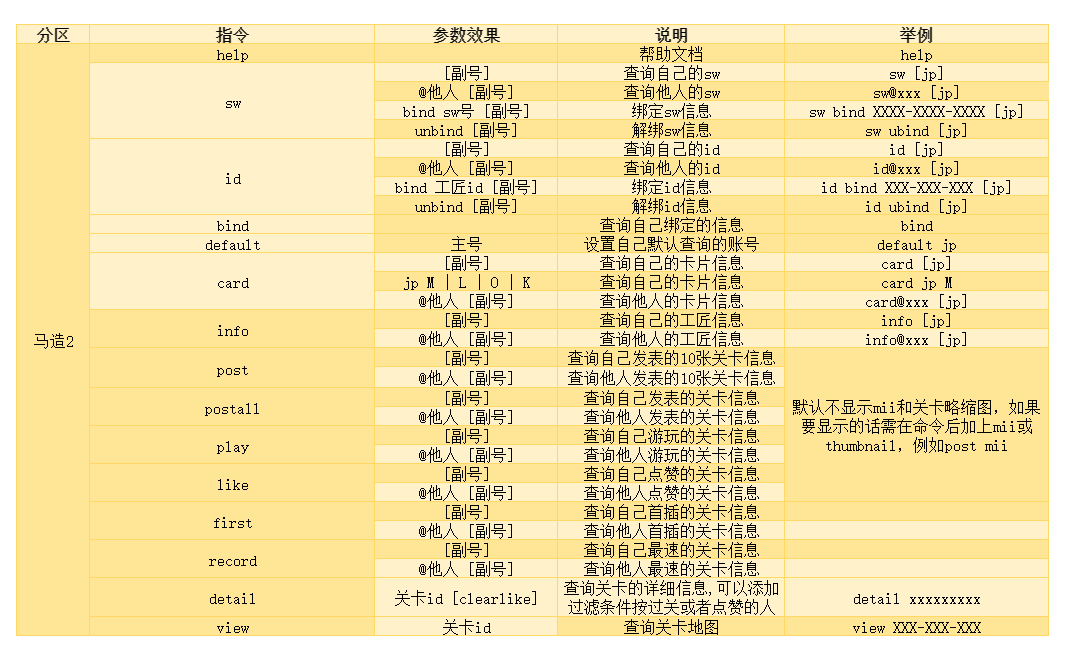 分区 指令 参数效果 说明 举例
马造2
help 帮助文档 help
sw
[副号] 查询自己的sw sw [jp]
@他人 [副号] 查询他人的sw sw@xxx [jp]
bind sw号 [副号] 绑定sw信息 sw bind XXXX-XXXX-XXXX [jp]
unbind [副号] 解绑sw信息 sw ubind [jp]
id
[副号] 查询自己的id id [jp]
@他人 [副号] 查询他人的id id@xxx [jp]
bind 工匠id [副号] 绑定id信息 id bind XXX-XXX-XXX [jp]
unbind [副号] 解绑id信息 id ubind [jp]
bind 查询自己绑定的信息 bind
default 主号 设置自己默认查询的账号 default jp
card
[副号] 查询自己的卡片信息 card [jp]
jp M | L | O | K 查询自己的卡片信息 card jp M
@他人 [副号] 查询他人的卡片信息 card@xxx [jp]
info
[副号] 查询自己的工匠信息 info [jp]
@他人 [副号] 查询他人的工匠信息 info@xxx [jp]
post
[副号] 查询自己发表的10张关卡信息
@他人 [副号] 查询他人发表的10张关卡信息
postall
[副号] 查询自己发表的关卡信息
@他人 [副号] 查询他人发表的关卡信息
play
[副号] 查询自己游玩的关卡信息
@他人 [副号] 查询他人游玩的关卡信息
like
[副号] 查询自己点赞的关卡信息
@他人 [副号] 查询他人点赞的关卡信息
默认不显示mii和关卡略缩图，如果
要显示的话需在命令后加上mii或
thumbnail，例如post mii
first
[副号] 查询自己首插的关卡信息
@他人 [副号] 查询他人首插的关卡信息
record
[副号] 查询自己最速的关卡信息
@他人 [副号] 查询他人最速的关卡信息
detail 关卡id [clearlike] 查询关卡的详细信息,可以添加
过滤条件按过关或者点赞的人 detail xxxxxxxxx
view 关卡id 查询关卡地图 view XXX-XXX-XXX